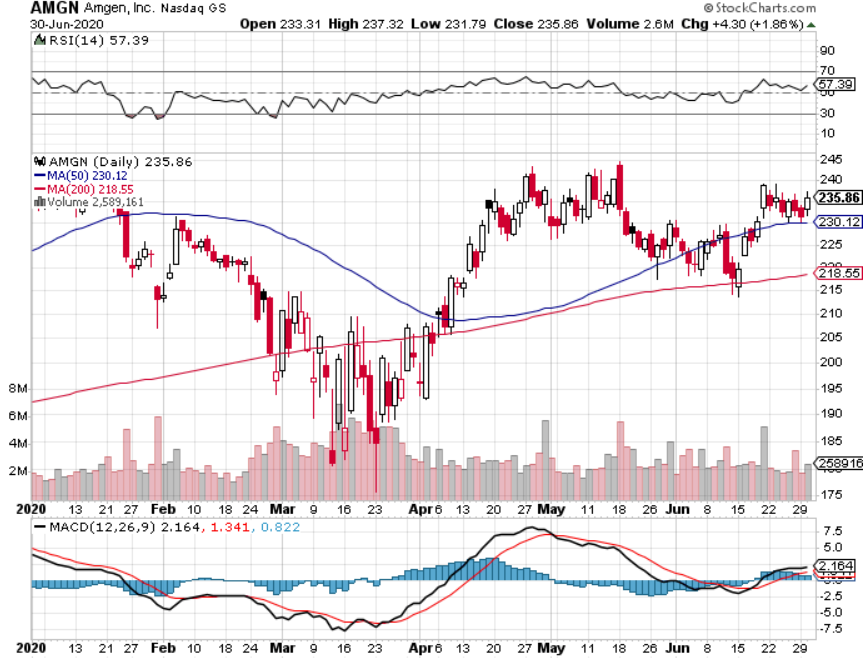 AMGN Amgen, Inc. Nasdaq GS © StockCharts.com
30-Jun-2020 Open 233.31 High 237.32 Low 231.79 Close 235.86 Volume 2.6M Chg +4.30 (+1.86%)
RSI(14) 57.39
90
70
57.39
30
10
AMGN (Daily) 235.86
MA(50) 230.12
MA(200) 218.55
Volume 2,589,161
245
240
235.86
230.12
225
218.55
215
210
205
200
195
190
185
175
8M
6M
4M
2M
258916
2020 13 21 27 Feb 10 18 24 Mar 9 16 23 Apr 6 13 20 27 May 11 18 26 Jun 8 15 22 29
MACD(12,26,9) 2.164, 1.341, 0.822
7.5
5.0
2.164
-2.5
-5.0
-7.5
2020 13 21 27 Feb 10 18 24 Mar 9 16 23 Apr 6 13 20 27 May 11 18 26 Jun 8 15 22 29